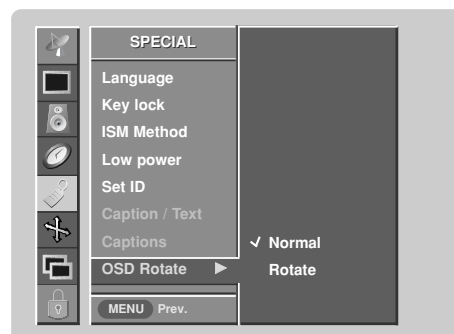 SPECIAL
Language
Key lock
ISM Method
Low power
Set ID
Caption / Text
Captions
OSD Rotate
Normal
Rotate
MENU Prev.